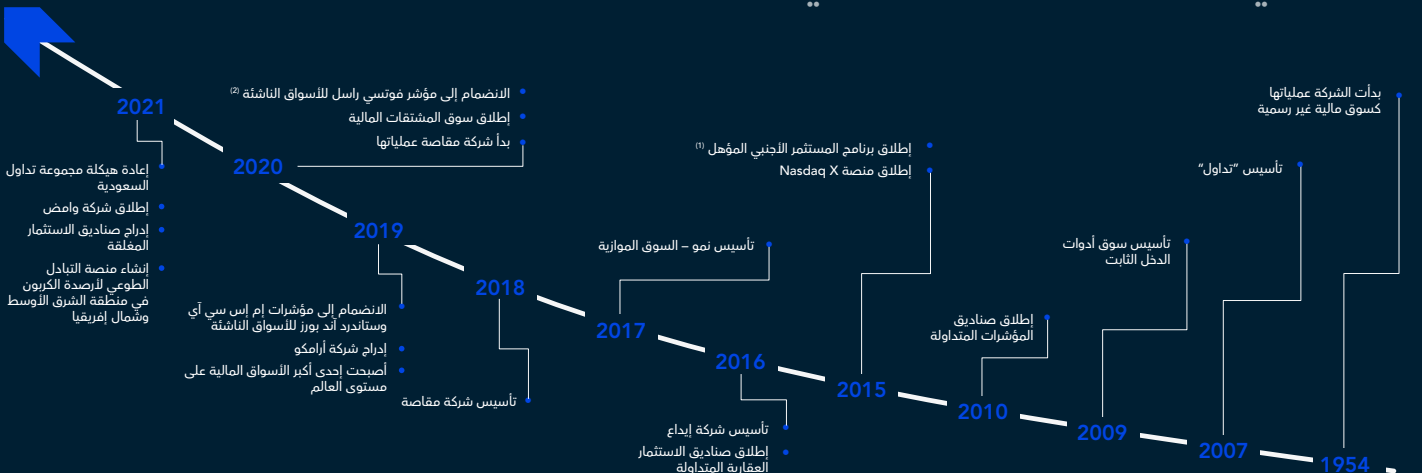 بدأت الشركة عملياتها
كسوق مالية غير رسمية
1954
تأسيس "تداول"
2007
تأسيس سوق أدوات
الدخل الثابت
2009
إطلاق صناديق
المؤشرات المتداولة
2010
إطلاق برنامج المستثمر الأجنبي المؤهل (1)
إطلاق منصة Nasdaq X
2015
تأسيس شركة إيداع
إطلاق صناديق الاستثمار
العقارية المتداولة
2016
تأسيس نمو – السوق الموازية
2017
تأسيس شركة مقاصة
2018
الانضمام إلى مؤشرات إم إس سي آي
وستاندرد آند بورز للأسواق الناشئة
إدراج شركة أرامكو
أصبحت إحدى أكبر الأسواق المالية على
مستوى العالم
2019
الانضمام إلى مؤشر فوتسي راسل للأسواق الناشئة (2)
إطلاق سوق المشتقات المالية
بدأ شركة مقاصة عملياتها
2020
2021
إعادة هيكلة مجموعة تداول
السعودية
إطلاق شركة وامض
إدراج صناديق الاستثمار
المغلقة
إنشاء منصة التبادل
الطوعي لأرصدة الكربون
في منطقة الشرق الأوسط
وشمال إفريقيا